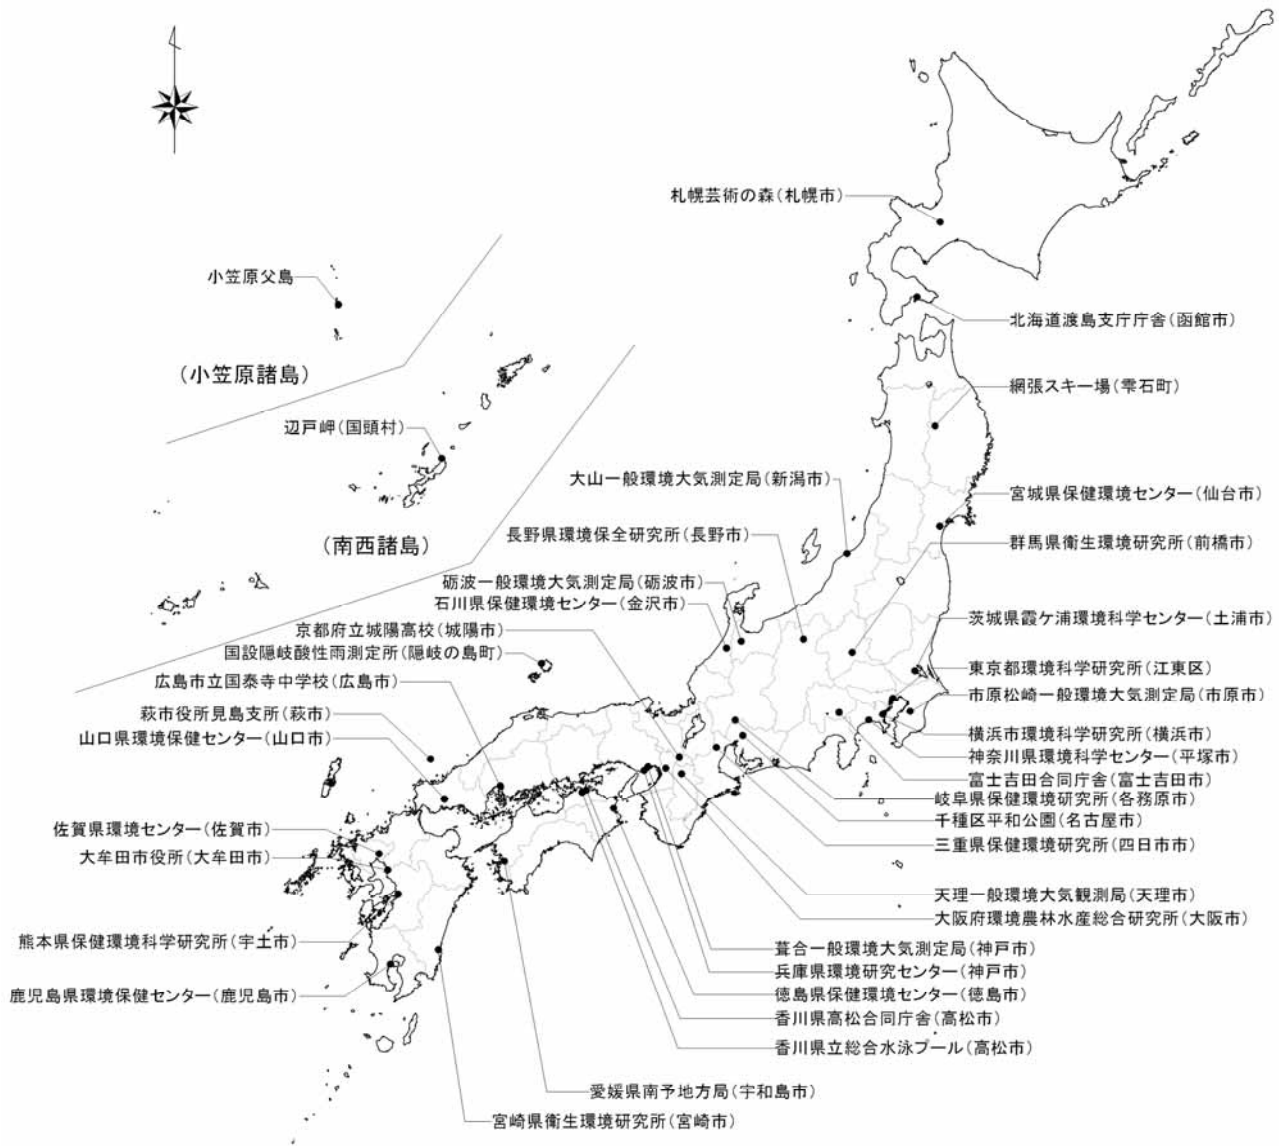 札幌芸術の森(札幌市)
小笠原父島
北海道渡島支庁庁舎(函館市)
(小笠原諸島)
網張スキー場(雫石町)
辺戸岬(国頭村)
大山一般環境大気測定局(新潟市)
宮城県保健環境センター(仙台市)
長野県環境保全研究所(長野市)
(南西諸島)
群馬県衛生環境研究所(前橋市)
砺波一般環境大気測定局(砺波市)
石川県保健環境センター(金沢市)
茨城県霞ケ浦環境科学センター(土浦市)
京都府立城陽高校(城陽市)
国設隠岐酸性雨測定所(隠岐の島町)
東京都環境科学研究所(江東区)
広島市立国泰寺中学校(広島市)
市原松崎一般環境大気測定局(市原市)
萩市役所見島支所(萩市)
横浜市環境科学研究所(横浜市)
山口県環境保健センター(山口市)
神奈川県環境科学センター(平塚市)
富士吉田合同庁舎(富士吉田市)
岐阜県保健環境研究所(各務原市)
千種区平和公園(名古屋市)
佐賀県環境センター(佐賀市)
三重県保健環境研究所(四日市市)
大牟田市役所(大牟田市)
天理一般環境大気観測局(天理市)
大阪府環境農林水産総合研究所(大阪市)
熊本県保健環境科学研究所(宇土市)
葺合一般環境大気測定局(神戸市)
兵庫県環境研究センター(神戸市)
鹿児島県環境保健センター(鹿児島市)
徳島県保健環境センター(徳島市)
香川県高松合同庁舎(高松市)
香川県立総合水泳プール(高松市)
愛媛県南予地方局(宇和島市)
宮崎県衛生環境研究所(宮崎市)